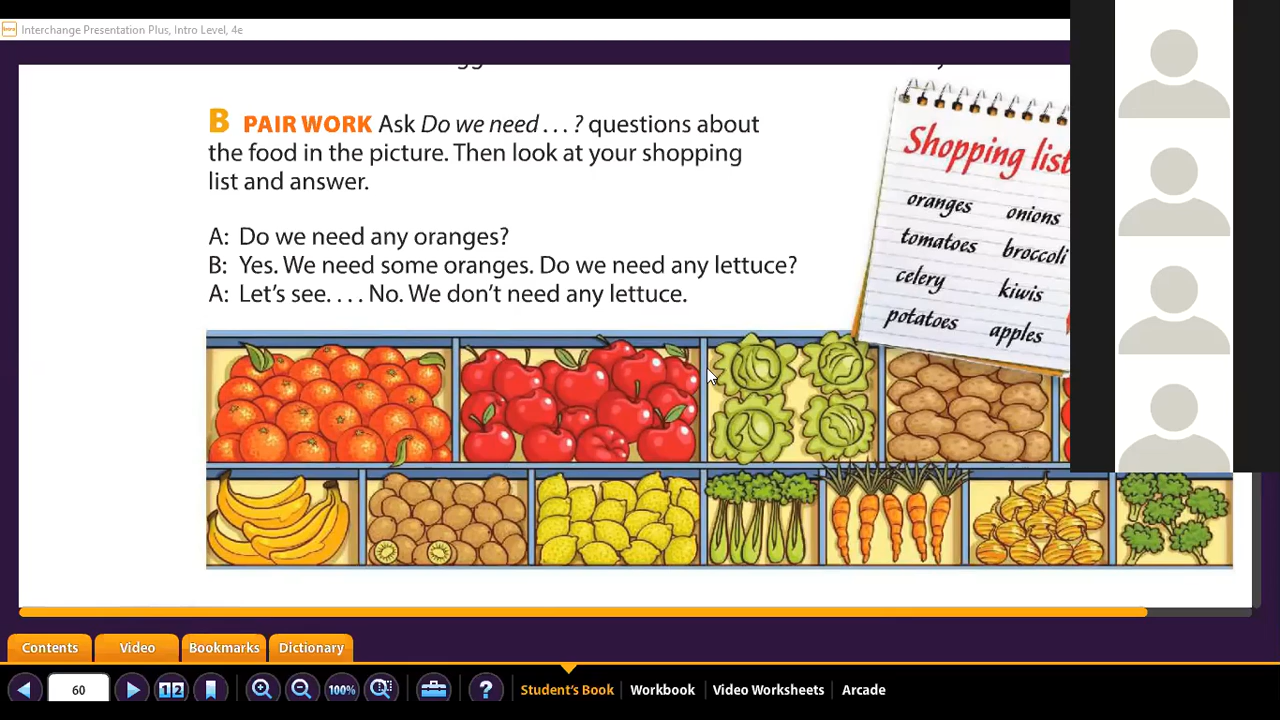 Interchange Presentation Plus, Intro Level, 4e
B PAIR WORK Ask Do we need . . . ? questions about
the food in the picture. Then look at your shopping
list and answer.
A: Do we need any oranges?
B: Yes. We need some oranges. Do we need any lettuce?
A: Let's see. . . . No. We don't need any lettuce.
Shopping list
oranges onions
tomatoes broccoli
celery kiwis
potatoes apples
Contents Video Bookmarks Dictionary
60 1 2 100% ? Student's Book Workbook Video Worksheets Arcade